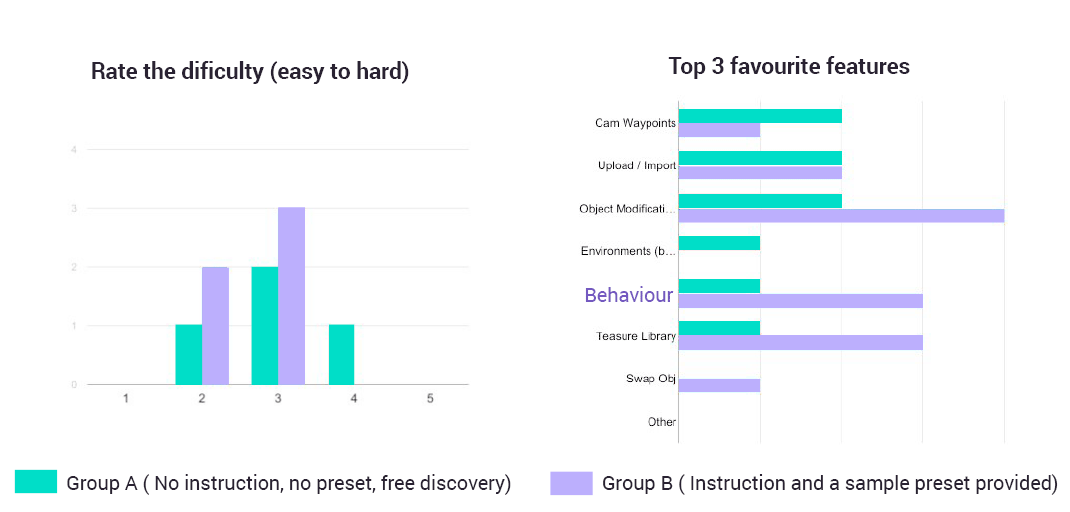 Rate the dificulty (easy to hard)
4
3
2
1
0
1 2 3 4 5
Top 3 favourite features
Cam Waypoints
Upload / Import
Object Modificati...
Environments (b...
Behaviour
Teasure Library
Swap Obj
Other
Group A ( No instruction, no preset, free discovery)
Group B ( Instruction and a sample preset provided)